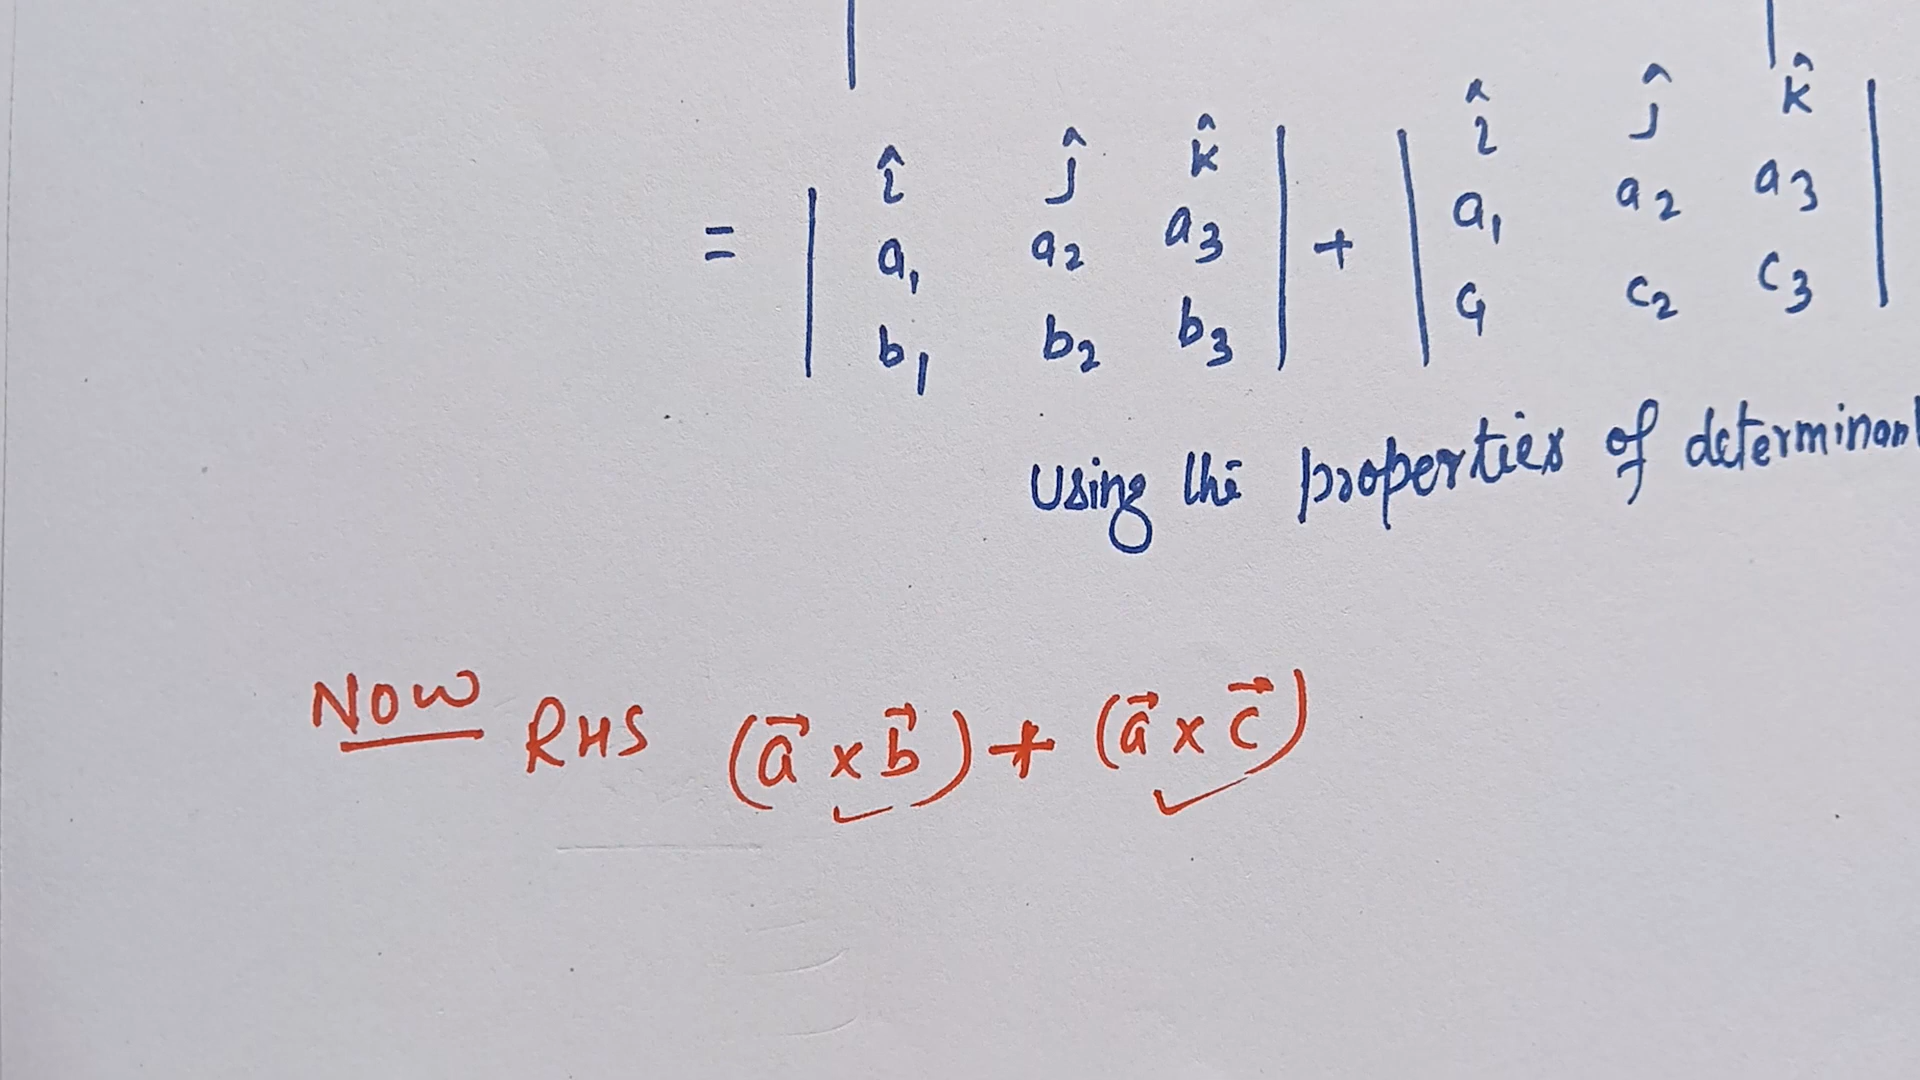 î ĵ k̂ î ĵ k̂
= | a₁ a₂ a₃ | + | a₁ a₂ a₃ |
b₁ b₂ b₃ c₁ c₂ c₃
Using the properties of determinant
Now RHS (a⃗ × b⃗) + (a⃗ × c⃗)